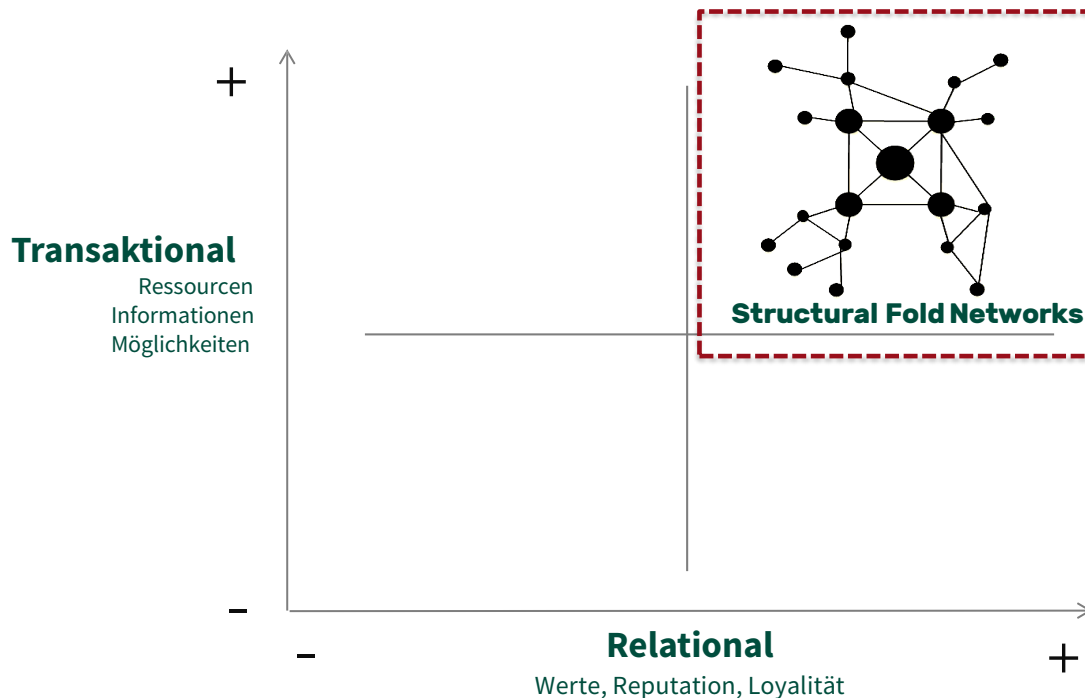 +
Transaktional
Ressourcen
Informationen
Möglichkeiten
Structural Fold Networks
-
-
Relational
+
Werte, Reputation, Loyalität